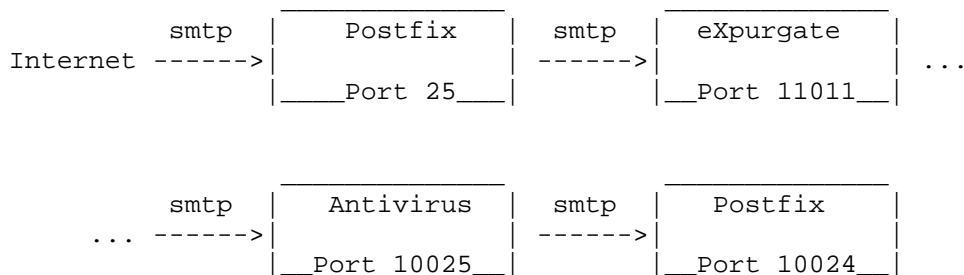 smtp Postfix smtp eXpurgate
Internet ------> ------> ...
Port 25 Port 11011
smtp Antivirus smtp Postfix
... ------> ------>
Port 10025 Port 10024